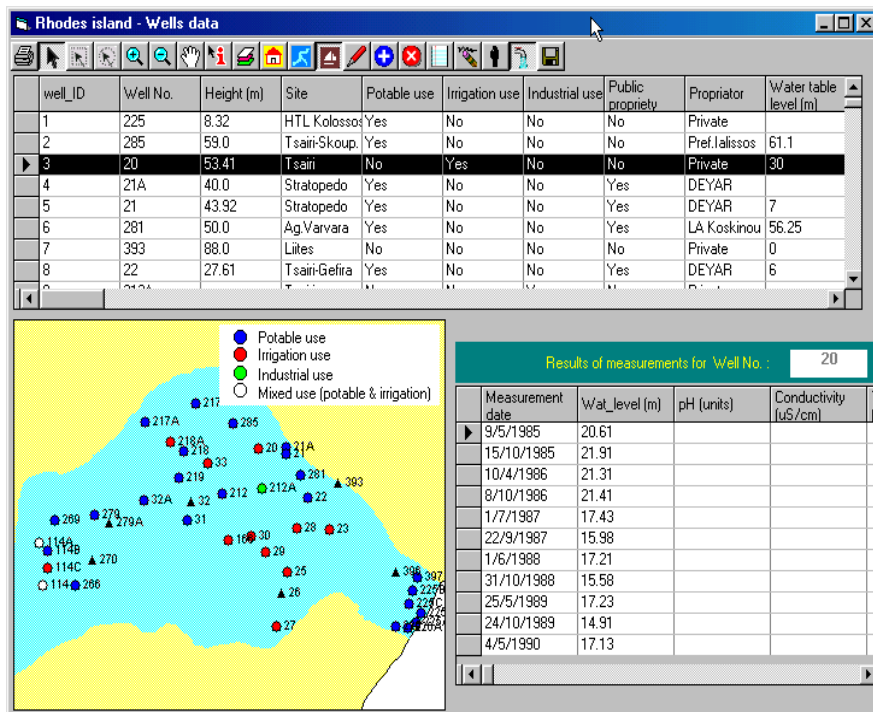 Rhodes island - Wells data
well_ID Well No. Height (m) Site Potable use Irrigation use Industrial use Public propriety Propriator Water table level (m)
1 225 8.32 HTL Kolossos Yes No No No Private
2 285 59.0 Tsairi-Skoup. Yes No No No Pref.Ialissos 61.1
3 20 53.41 Tsairi No Yes No No Private 30
4 21A 40.0 Stratopedo Yes No No Yes DEYAR
5 21 43.92 Stratopedo Yes No No Yes DEYAR 7
6 281 50.0 Ag.Varvara Yes No No Yes LA Koskinou 56.25
7 393 88.0 Liites No No No No Private 0
8 22 27.61 Tsairi-Gefira Yes No No Yes DEYAR 6
Potable use
Irrigation use
Industrial use
Mixed use (potable & irrigation)
217
217A
285
218A
218
20
21A
21
33
219
281
393
212
212A
22
32A
32
279
269
279A
31
28
23
30
114A
114B
29
270
114C
25
396
397
114
266
26
27
Results of measurements for Well No. : 20
Measurement date Wat_level (m) pH (units) Conductivity (uS/cm)
9/5/1985 20.61
15/10/1985 21.91
10/4/1986 21.31
8/10/1986 21.41
1/7/1987 17.43
22/9/1987 15.98
1/6/1988 17.21
31/10/1988 15.58
25/5/1989 17.23
24/10/1989 14.91
4/5/1990 17.13